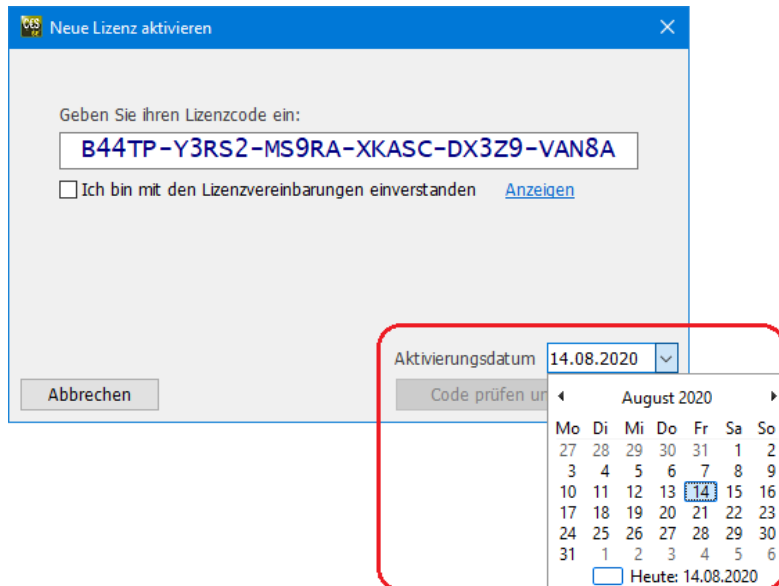 CES
Neue Lizenz aktivieren
Geben Sie ihren Lizenzcode ein:
B44TP-Y3RS2-MS9RA-XKASC-DX3Z9-VAN8A
Ich bin mit den Lizenzvereinbarungen einverstanden Anzeigen
Aktivierungsdatum 14.08.2020
Abbrechen
Code prüfen un
August 2020
Mo Di Mi Do Fr Sa So
27 28 29 30 31 1 2
3 4 5 6 7 8 9
10 11 12 13 14 15 16
17 18 19 20 21 22 23
24 25 26 27 28 29 30
31 1 2 3 4 5 6
Heute: 14.08.2020